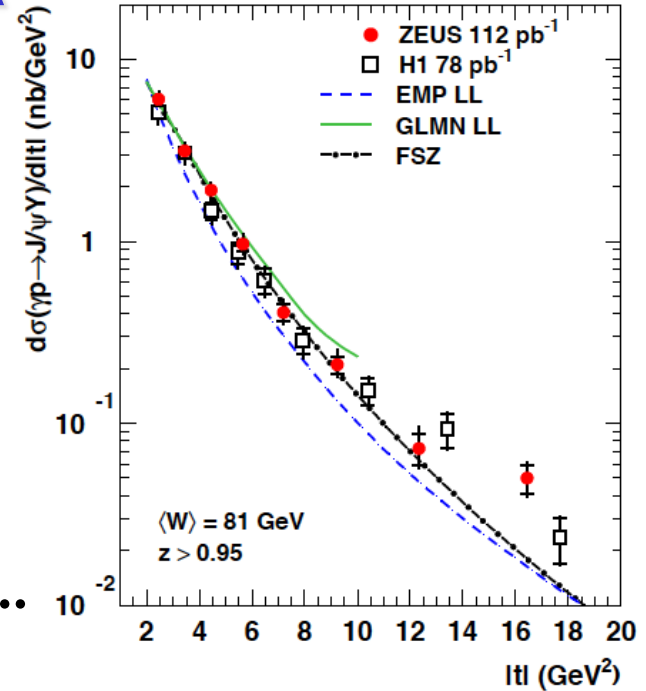 dσ(γp→J/ψY)/d|t| (nb/GeV²)
10
1
10⁻¹
10⁻²
ZEUS 112 pb⁻¹
H1 78 pb⁻¹
EMP LL
GLMN LL
FSZ
⟨W⟩ = 81 GeV
z > 0.95
..
2 4 6 8 10 12 14 16 18 20
|t| (GeV²)